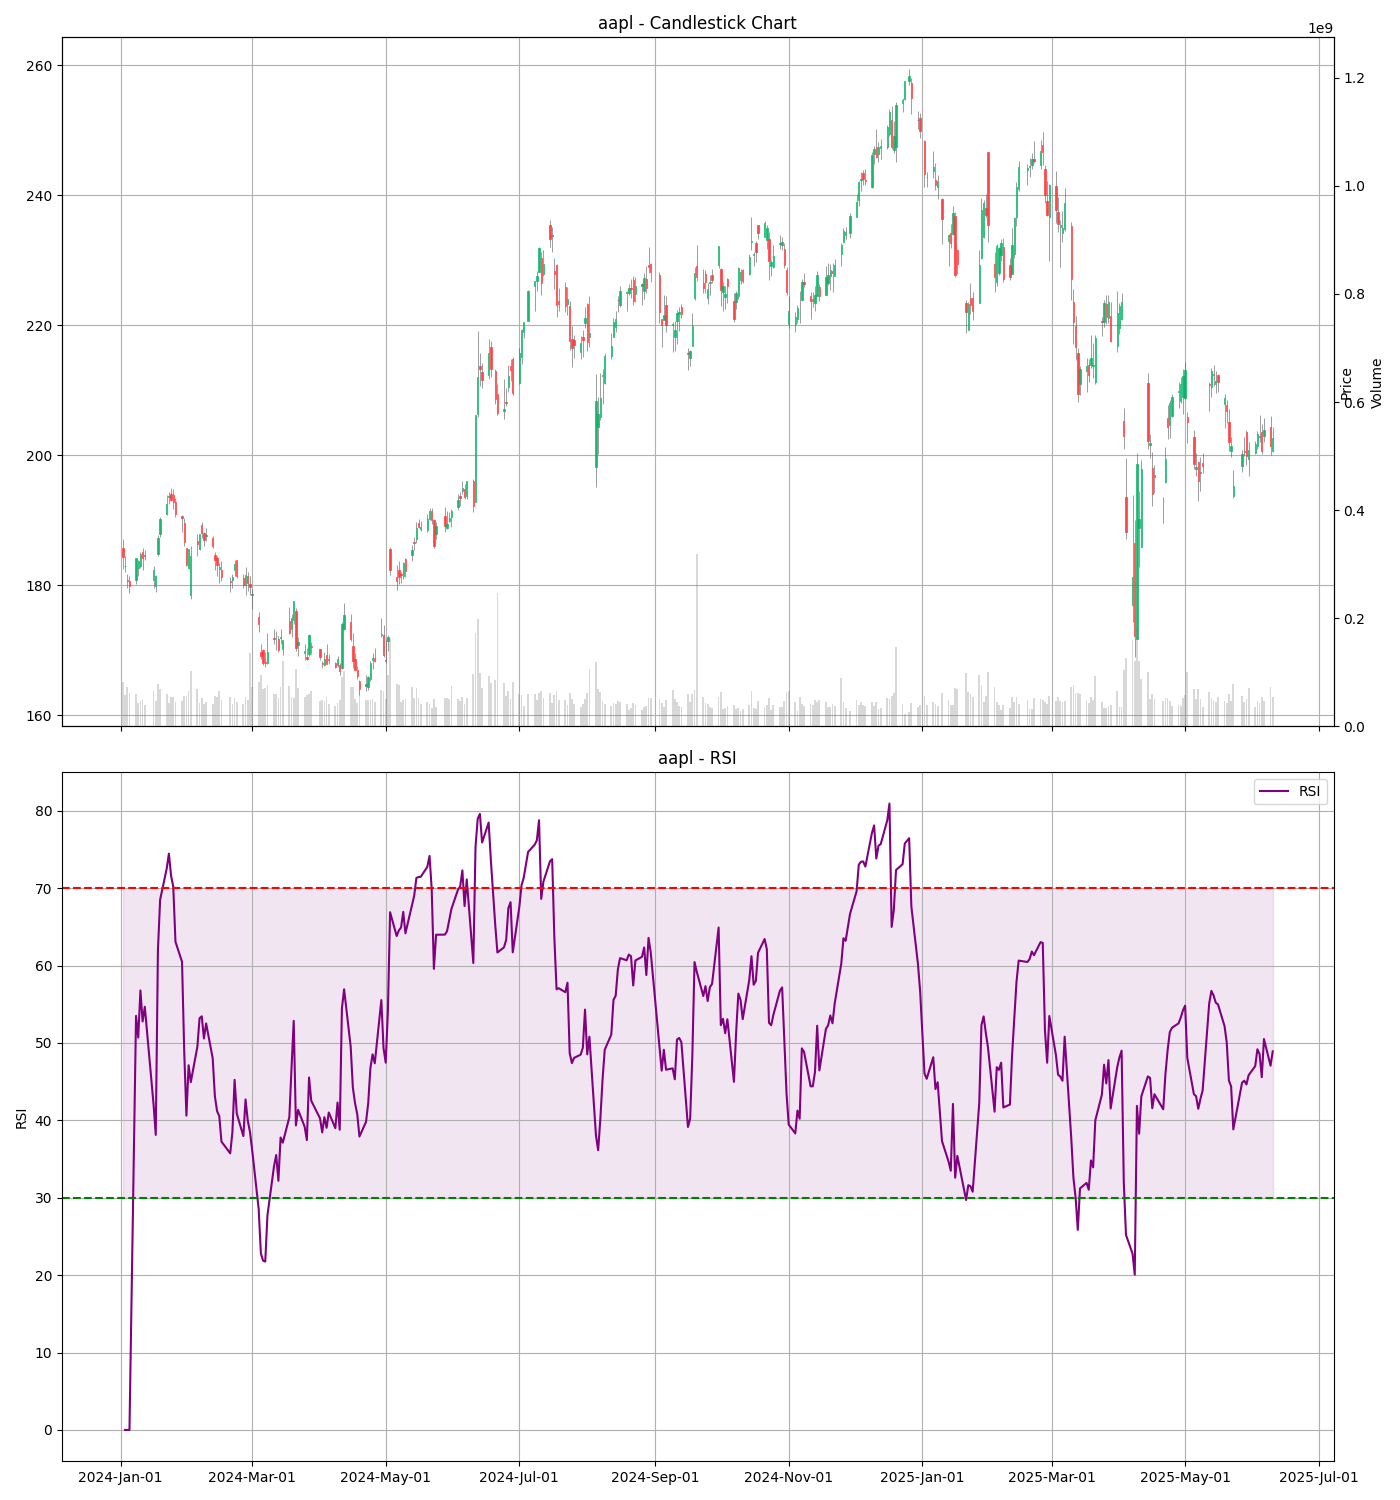 aapl - Candlestick Chart
1e9
260
240
220
200
180
160
1.2
1.0
0.8
0.6
0.4
0.2
0.0
Price
Volume
aapl - RSI
RSI
80
70
60
50
40
30
20
10
0
RSI
2024-Jan-01 2024-Mar-01 2024-May-01 2024-Jul-01 2024-Sep-01 2024-Nov-01 2025-Jan-01 2025-Mar-01 2025-May-01 2025-Jul-01